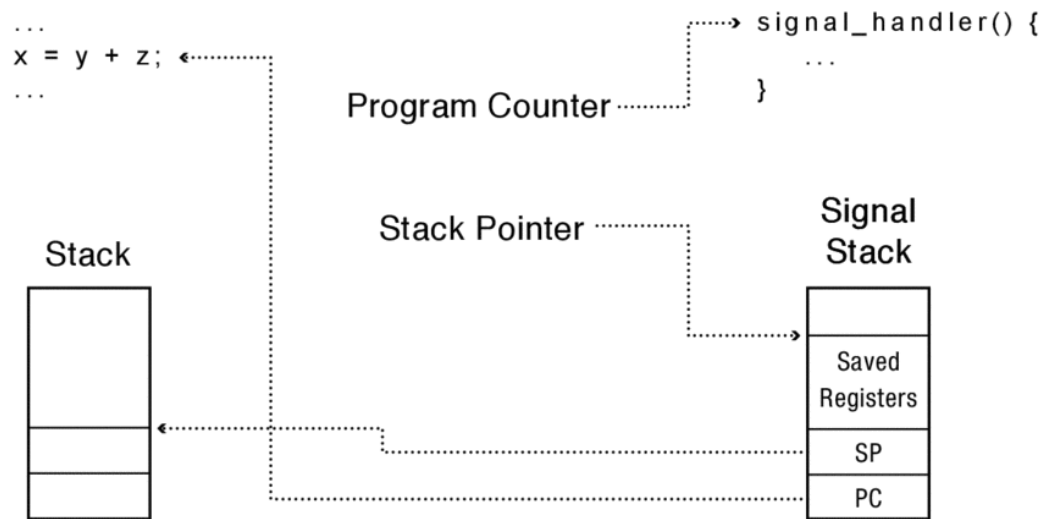 ...
x = y + z;
...
signal_handler() {
...
}
Program Counter
Stack Pointer
Stack
Signal
Stack
Saved
Registers
SP
PC